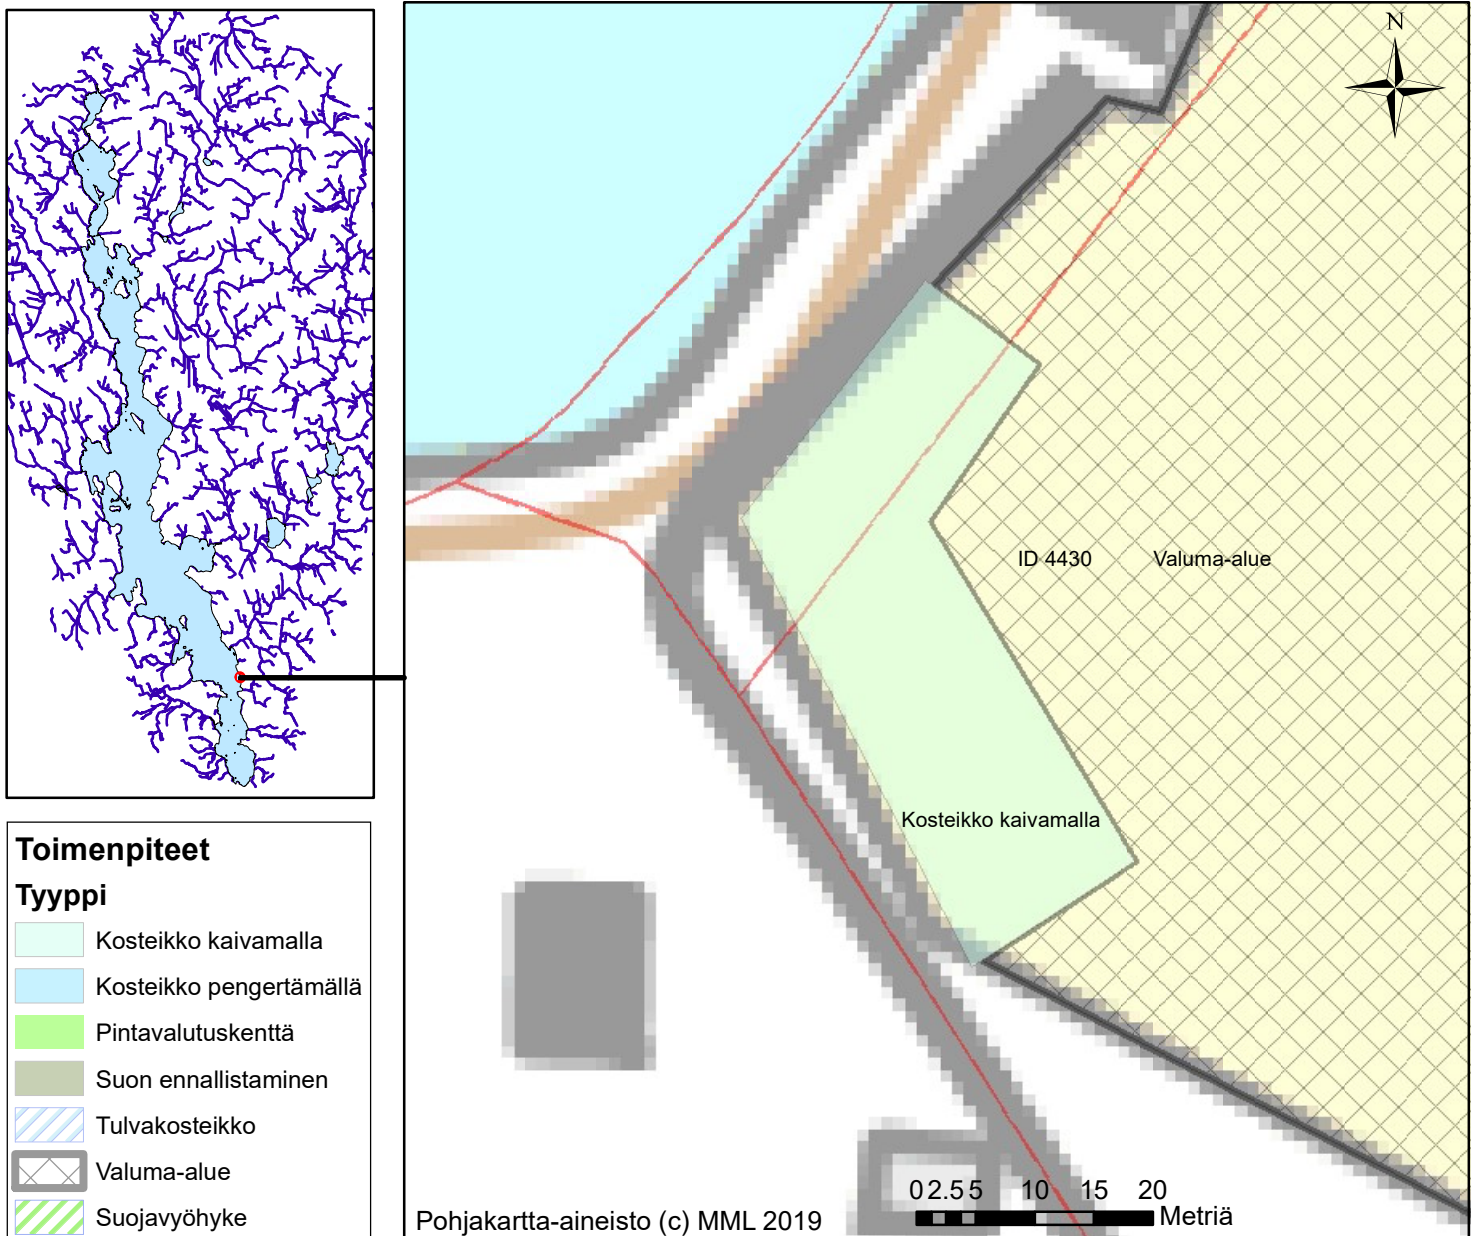 N
ID 4430 Valuma-alue
Kosteikko kaivamalla
Toimenpiteet
Tyyppi
Kosteikko kaivamalla
Kosteikko pengertämällä
Pintavalutuskenttä
Suon ennallistaminen
Tulvakosteikko
Valuma-alue
Suojavyöhyke
0 2.5 5 10 15 20
Metriä
Pohjakartta-aineisto (c) MML 2019